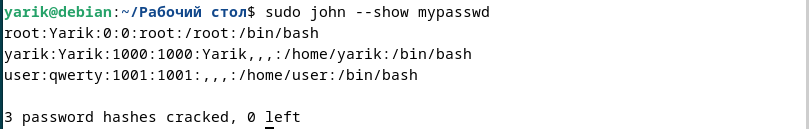 yarik@debian:~/Рабочий стол$ sudo john --show mypasswd
root:Yarik:0:0:root:/root:/bin/bash
yarik:Yarik:1000:1000:Yarik,,,:/home/yarik:/bin/bash
user:qwerty:1001:1001:,,,:/home/user:/bin/bash

3 password hashes cracked, 0 left